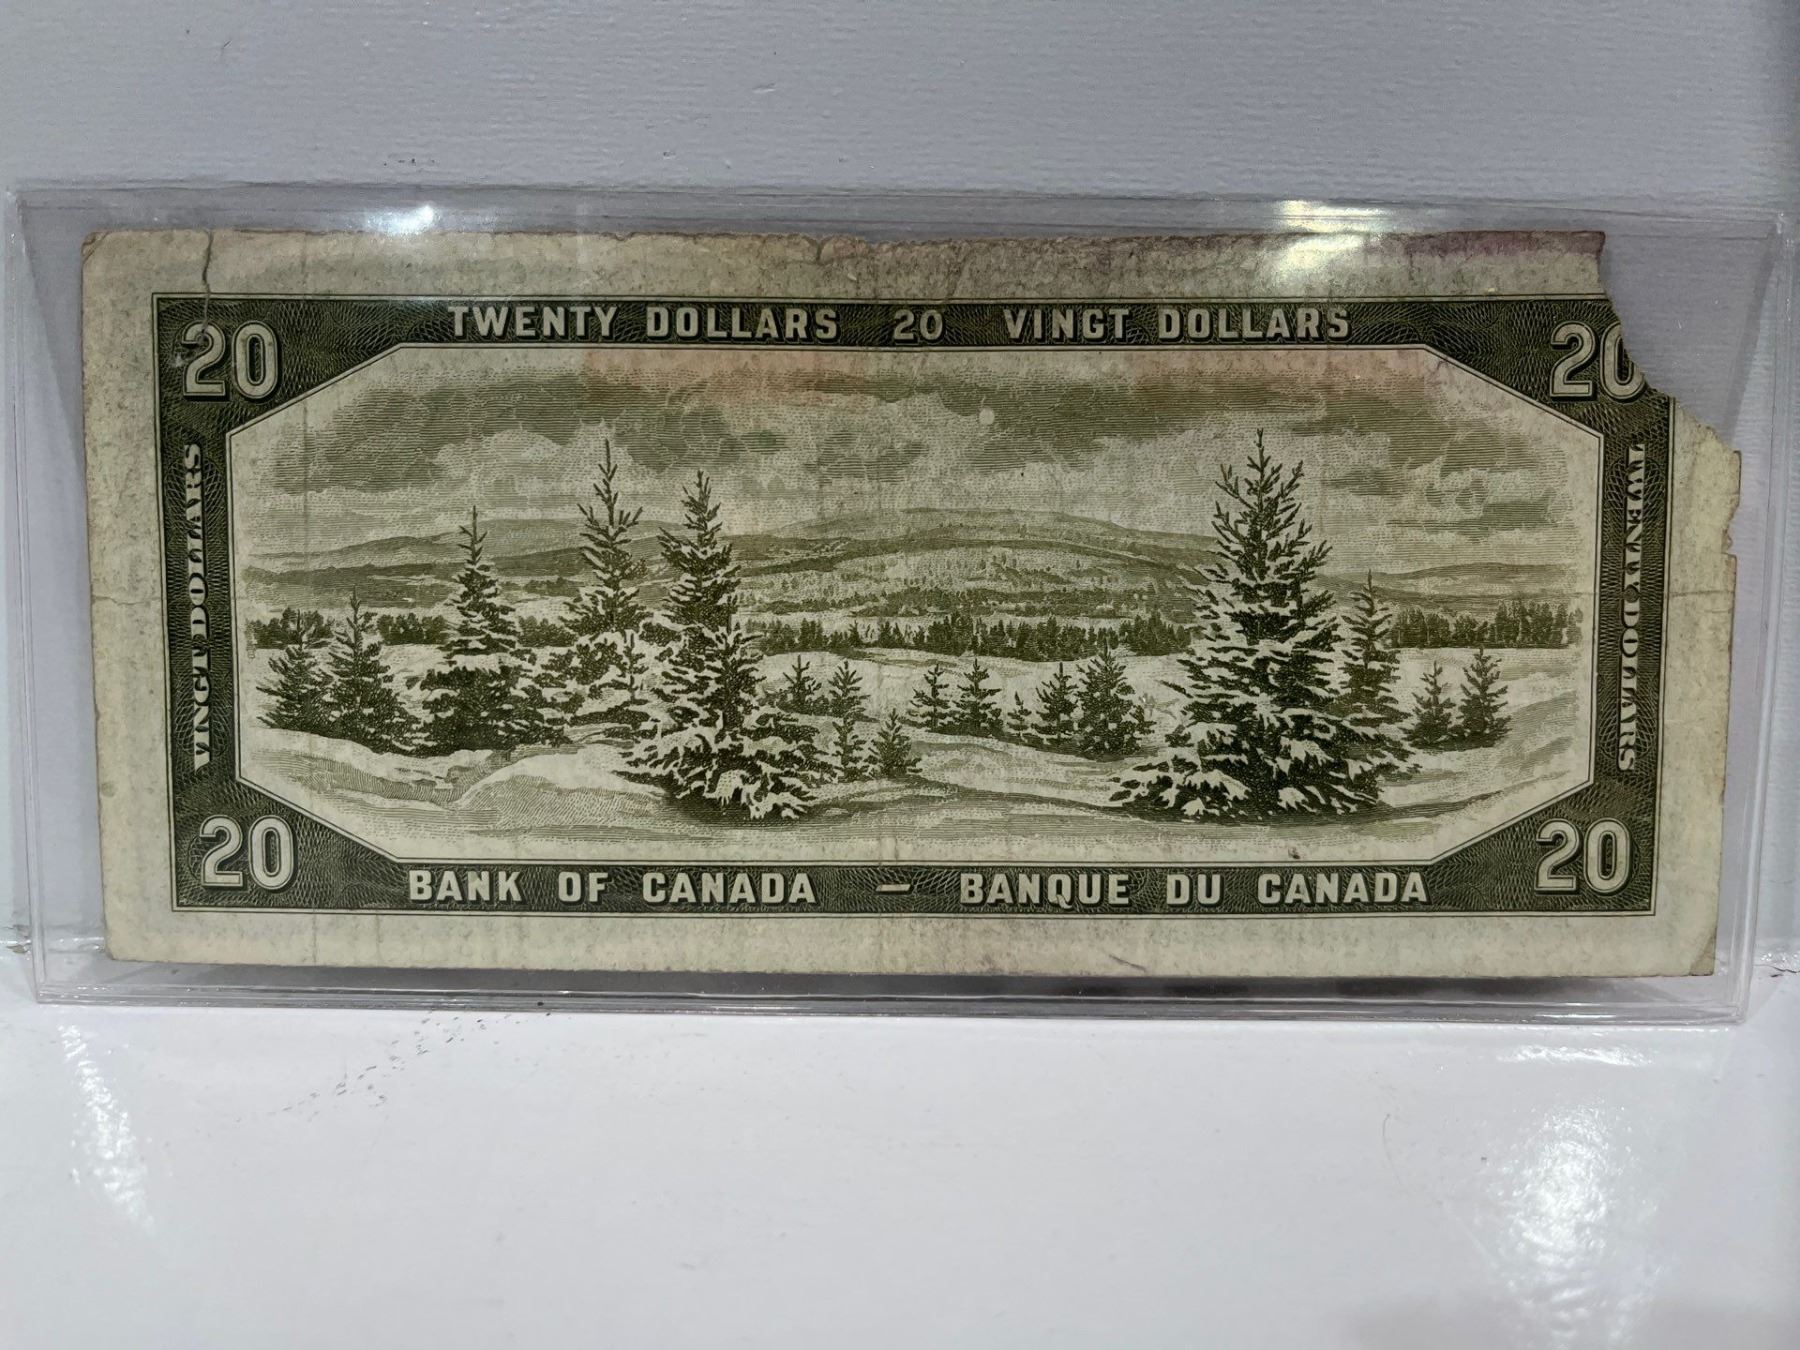 TWENTY DOLLARS 20 VINGT DOLLARS
20
20
VINGT DOLLARS
TWENTY DOLLARS
20
20
BANK OF CANADA — BANQUE DU CANADA